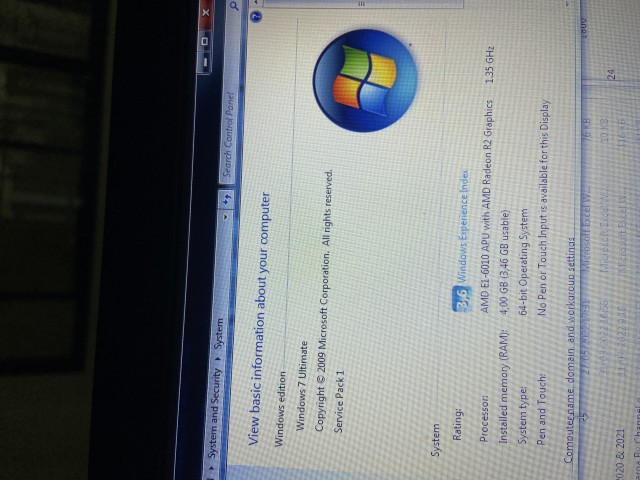 System and Security ▸ System
Search Control Panel
View basic information about your computer
Windows edition
Windows 7 Ultimate
Copyright © 2009 Microsoft Corporation. All rights reserved.
Service Pack 1
System
Rating: 3,6 Windows Experience Index
Processor: AMD E1-6010 APU with AMD Radeon R2 Graphics 1.35 GHz
Installed memory (RAM): 4,00 GB (3,46 GB usable)
System type: 64-bit Operating System
Pen and Touch: No Pen or Touch Input is available for this Display
Computer name, domain, and workgroup settings
24
2020 & 2021